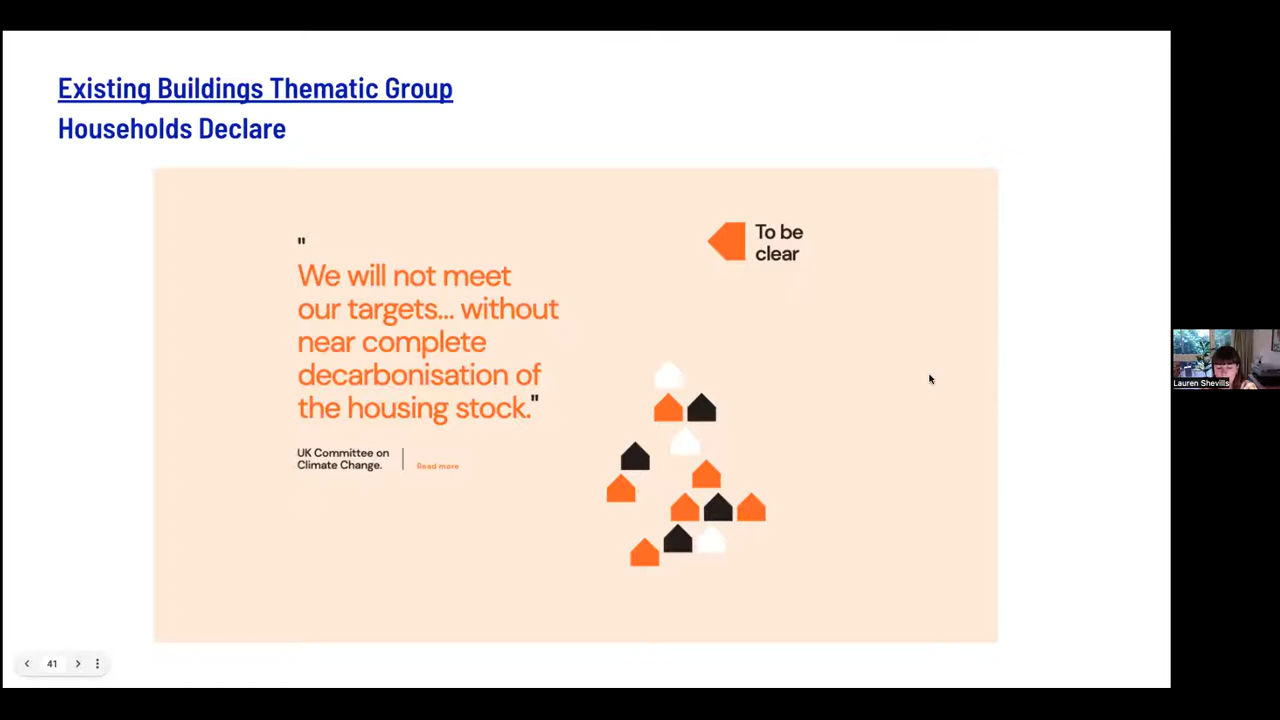 Existing Buildings Thematic Group
Households Declare
"
We will not meet
our targets... without
near complete
decarbonisation of
the housing stock."
UK Committee on
Climate Change.
Read more
To be
clear
Lauren Shevills
41